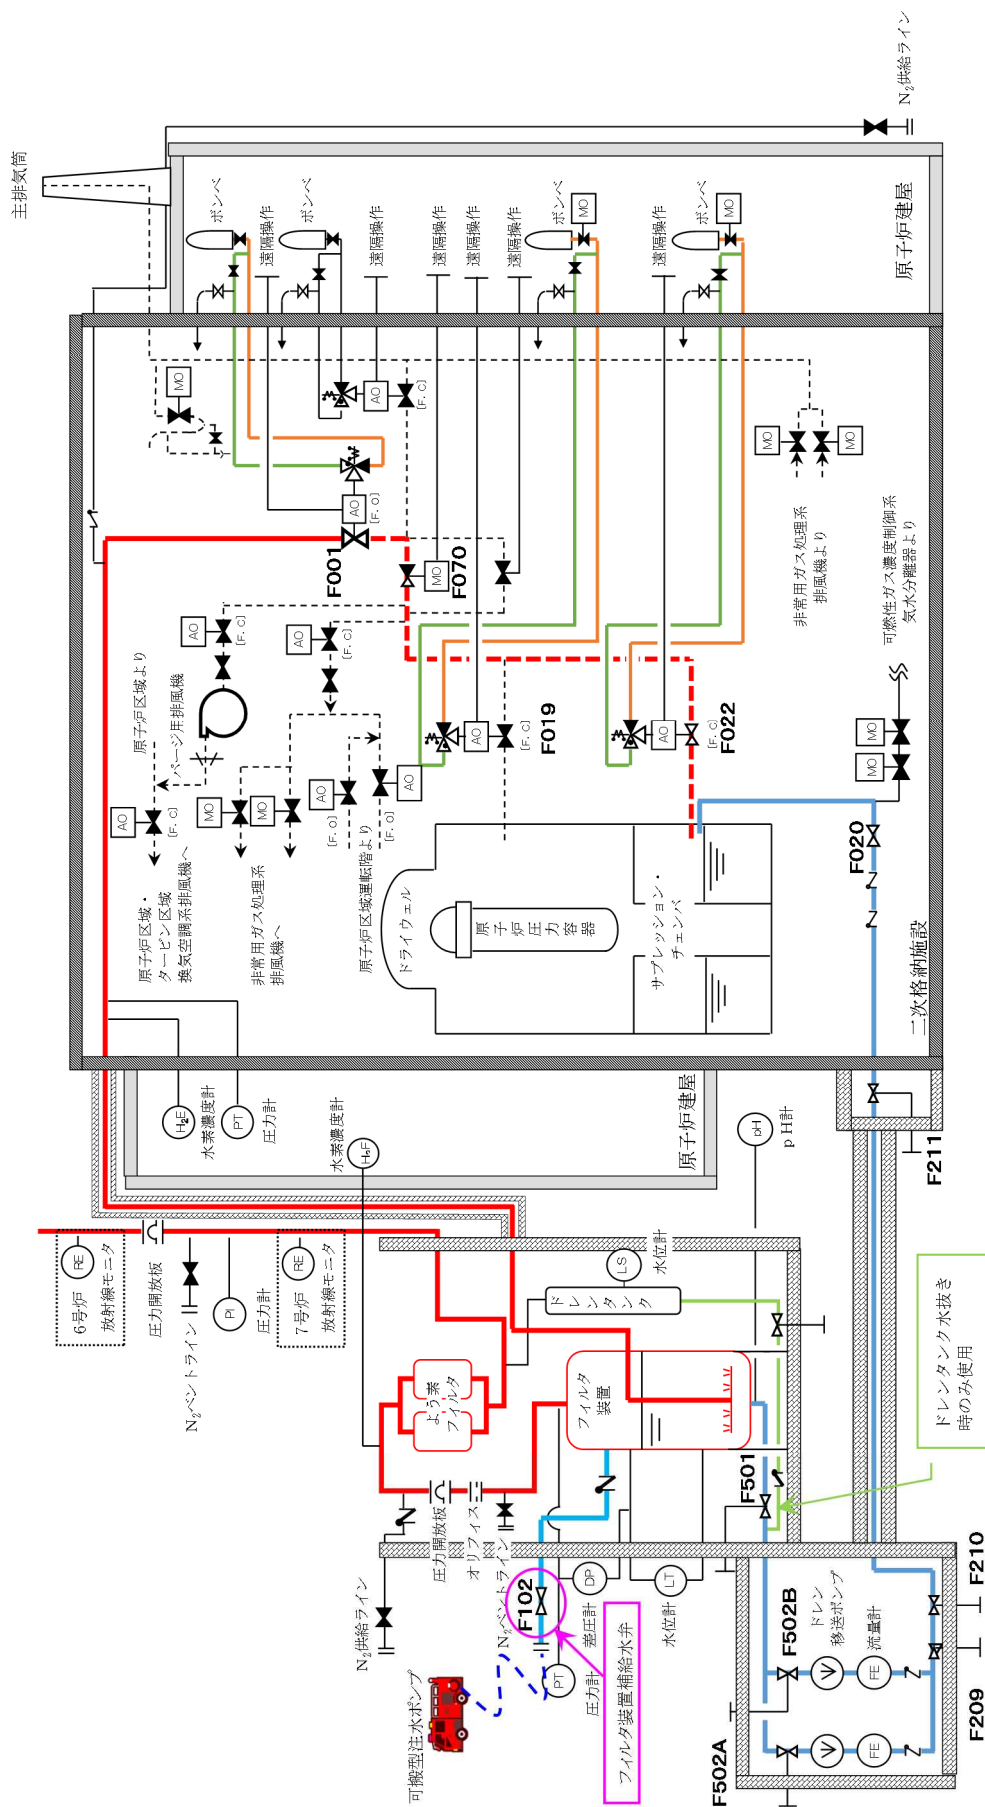 主排気筒
N₂供給ライン
ボンベ
遠隔操作
ボンベ
遠隔操作
遠隔操作
遠隔操作
遠隔操作
ボンベ
MO
遠隔操作
ボンベ
MO
原子炉建屋
MO
AO
[F. C]
AO
[F. O]
F001
MO
F070
MO
MO
非常用ガス処理系
排風機より
可燃性ガス濃度制御系
気水分離器より
AO
[F. C]
AO
[F. C]
原子炉区域より
パージ用排風機
AO
[F. C]
原子炉区域・
タービン区域
換気空調系排風機へ
MO
MO
非常用ガス処理系
排風機へ
AO
[F. O]
AO
[F. O]
原子炉区域運転階より
AO
[F. C]
F019
AO
[F. C]
F022
MO
MO
F020
ドライウェル
原子炉圧力容器
サプレッション・
チェンバ
二次格納施設
H₂E
水素濃度計
PT
圧力計
H₂F
水素濃度計
原子炉建屋
pH
pH計
F211
RE
6号炉
放射線モニタ
圧力開放板
N₂ベントライン
PI
圧力計
RE
7号炉
放射線モニタ
よう素
フィルタ
ドレンタンク
LS
水位計
フィルタ
装置
圧力開放板
オリフィス
N₂ベントライン
N₂供給ライン
F501
ドレンタンク水抜き
時のみ使用
可搬型注水ポンプ
F102
PT
圧力計
DP
差圧計
LT
水位計
フィルタ装置補給水弁
F502B
F502A
ドレン
移送ポンプ
流量計
FE
FE
F210
F209